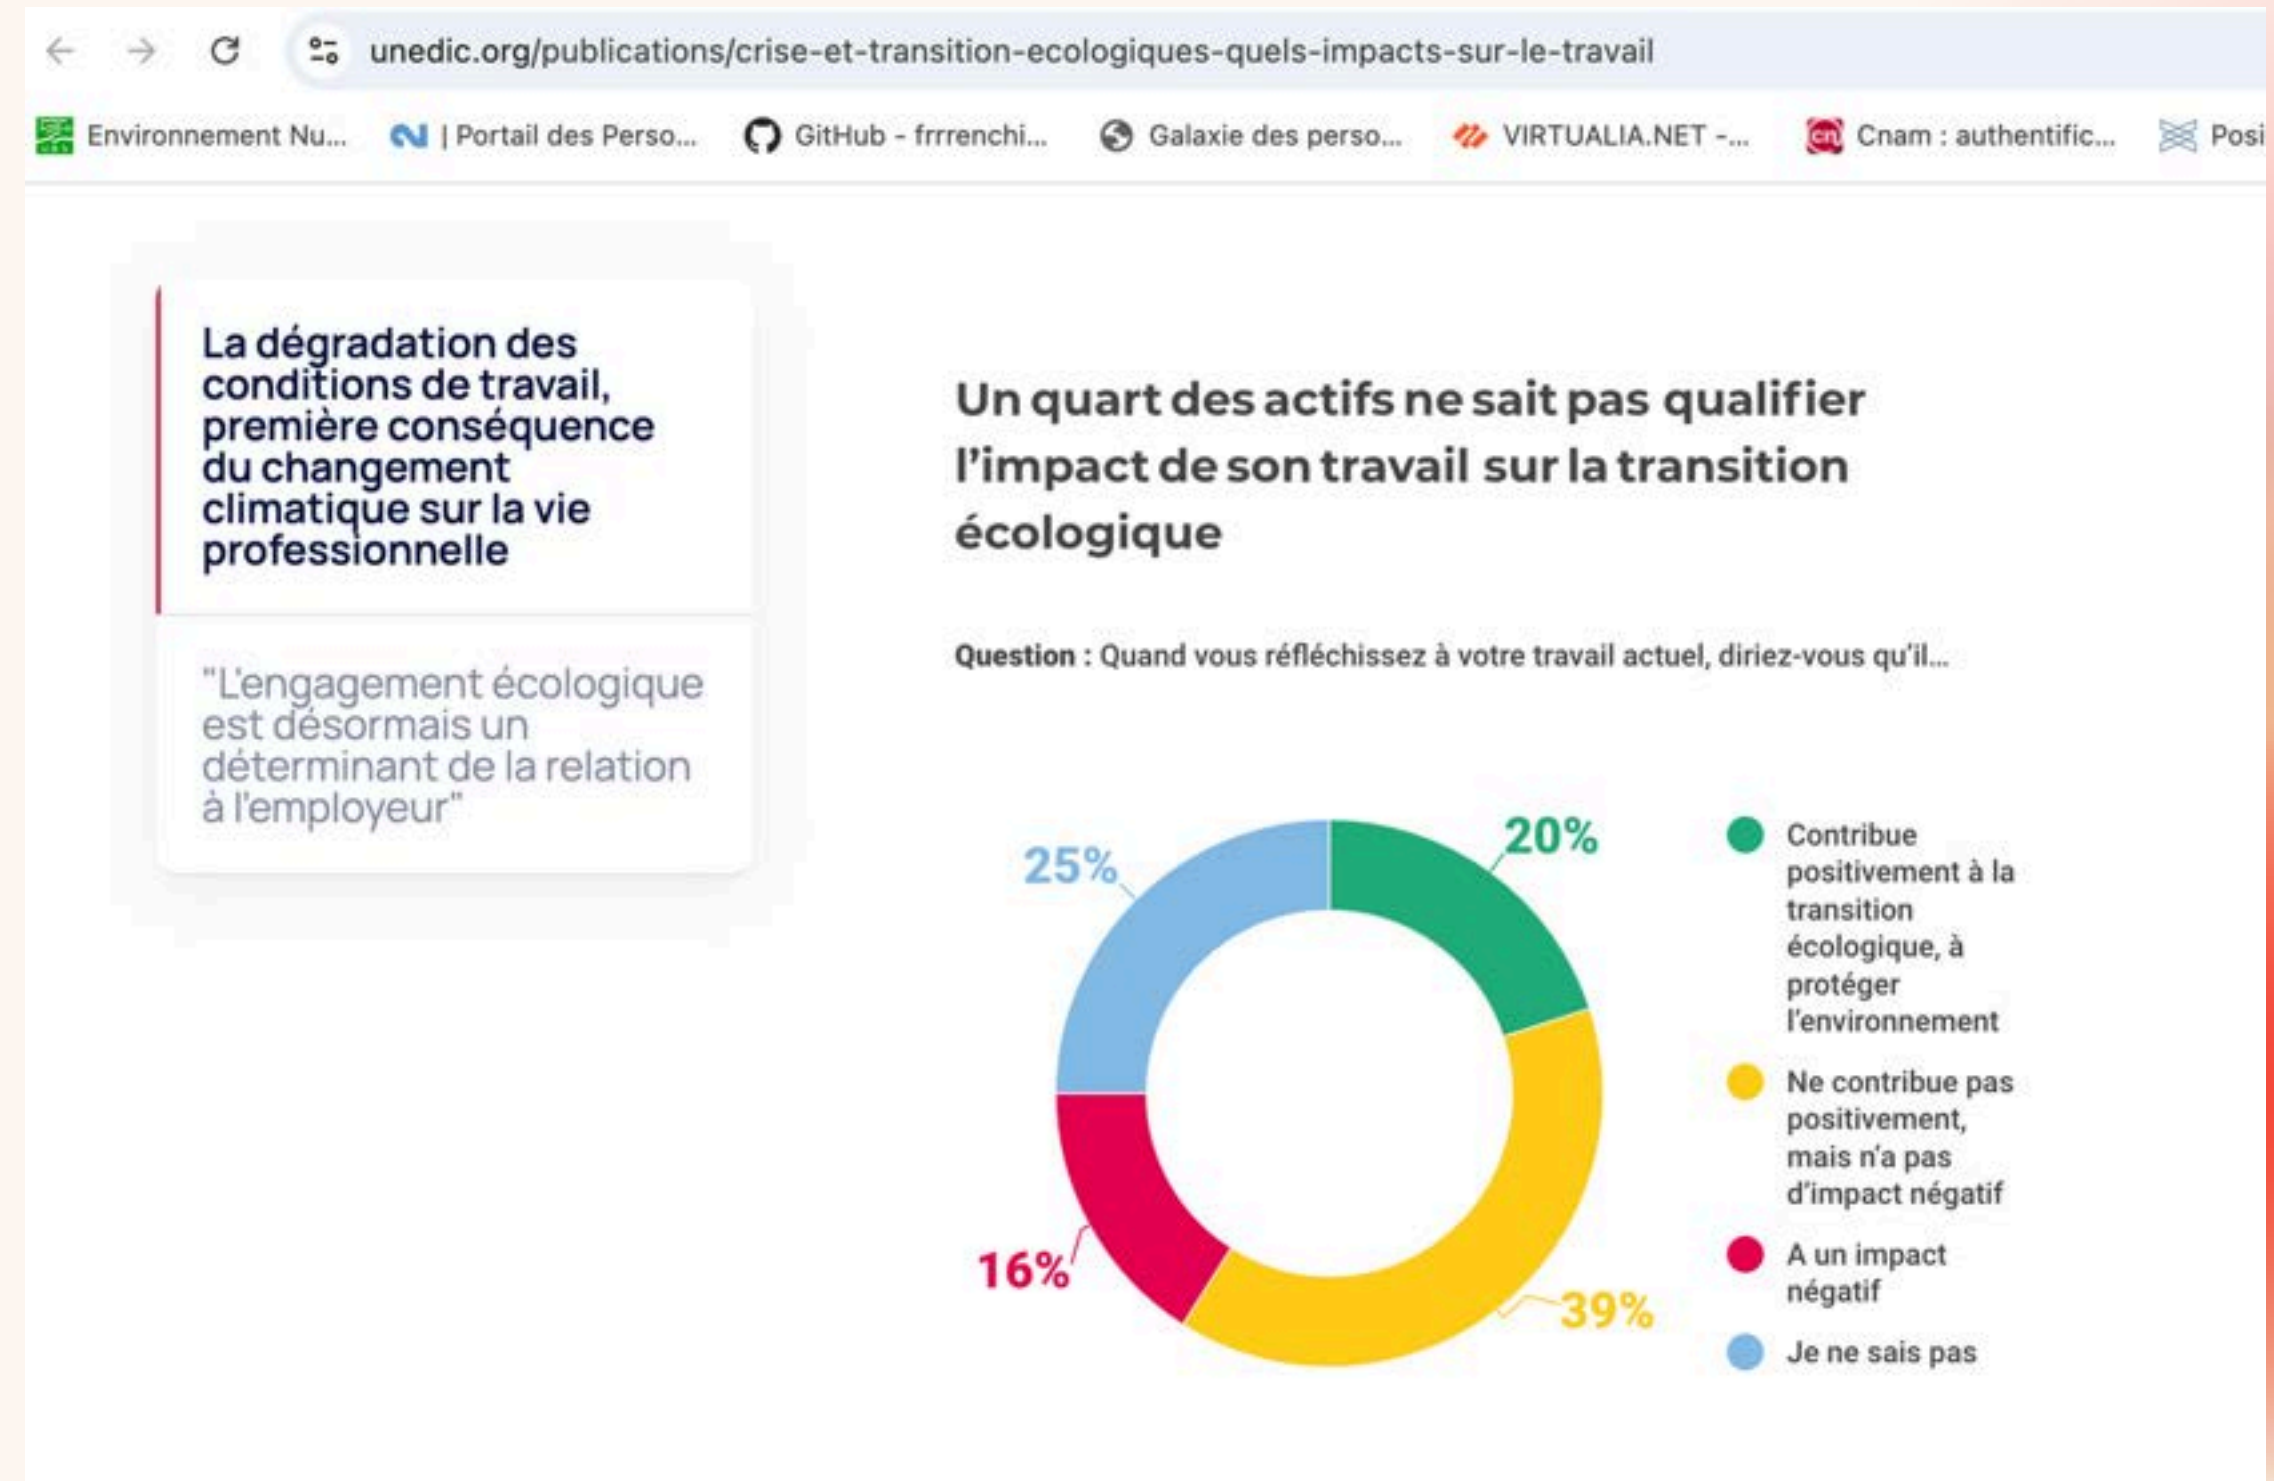 unedic.org/publications/crise-et-transition-ecologiques-quels-impacts-sur-le-travail
Environnement Nu... | Portail des Perso... GitHub - frrrenchi... Galaxie des perso... VIRTUALIA.NET -... cn Cnam : authentific... Posi
La dégradation des
conditions de travail,
première conséquence
du changement
climatique sur la vie
professionnelle
"L'engagement écologique
est désormais un
déterminant de la relation
à l'employeur"
Un quart des actifs ne sait pas qualifier
l'impact de son travail sur la transition
écologique
Question : Quand vous réfléchissez à votre travail actuel, diriez-vous qu'il...
25%
20%
16%
39%
Contribue
positivement à la
transition
écologique, à
protéger
l'environnement
Ne contribue pas
positivement,
mais n'a pas
d'impact négatif
A un impact
négatif
Je ne sais pas